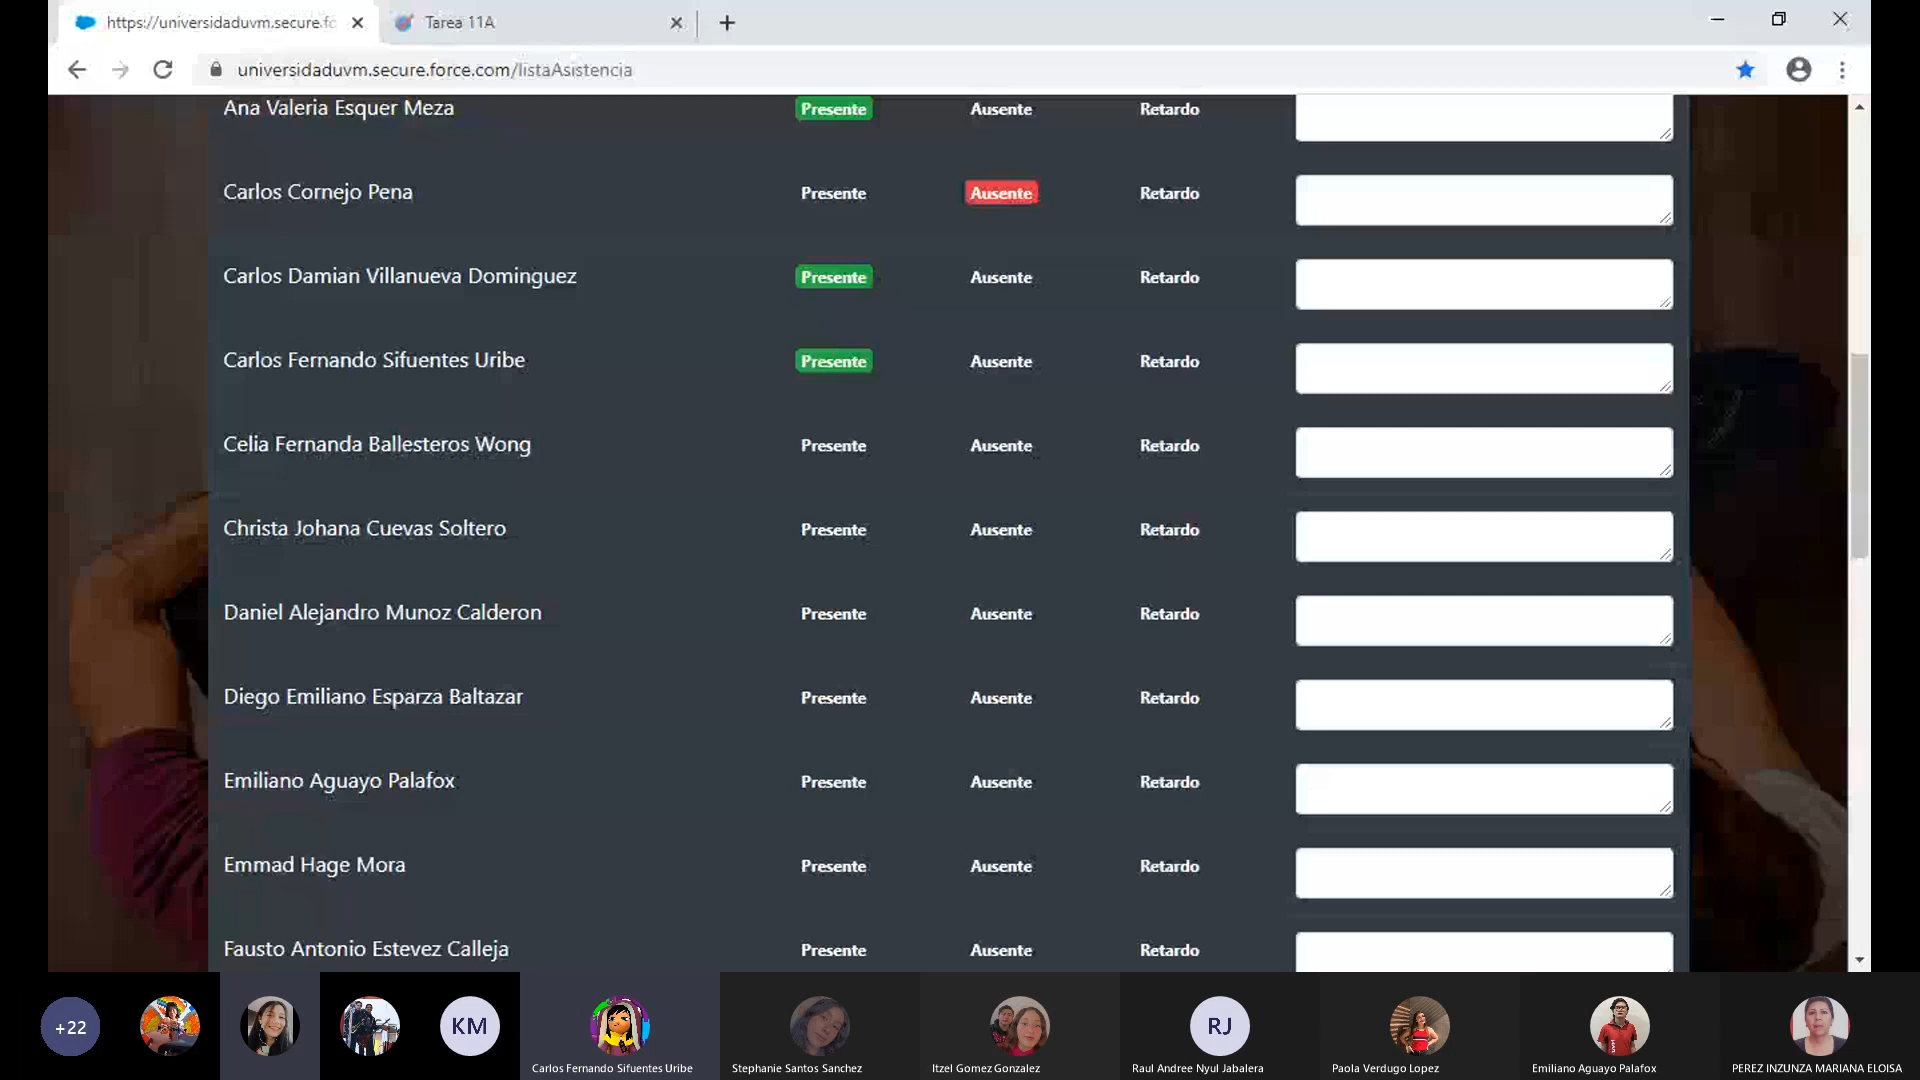 https://universidaduvm.secure.fo
Tarea 11A
universidaduvm.secure.force.com/listaAsistencia
Ana Valeria Esquer Meza Presente Ausente Retardo
Carlos Cornejo Pena Presente Ausente Retardo
Carlos Damian Villanueva Dominguez Presente Ausente Retardo
Carlos Fernando Sifuentes Uribe Presente Ausente Retardo
Celia Fernanda Ballesteros Wong Presente Ausente Retardo
Christa Johana Cuevas Soltero Presente Ausente Retardo
Daniel Alejandro Munoz Calderon Presente Ausente Retardo
Diego Emiliano Esparza Baltazar Presente Ausente Retardo
Emiliano Aguayo Palafox Presente Ausente Retardo
Emmad Hage Mora Presente Ausente Retardo
Fausto Antonio Estevez Calleja Presente Ausente Retardo
+22 KM RJ
Carlos Fernando Sifuentes Uribe Stephanie Santos Sanchez Itzel Gomez Gonzalez Raul Andree Nyul Jabalera Paola Verdugo Lopez Emiliano Aguayo Palafox PEREZ INZUNZA MARIANA ELOISA